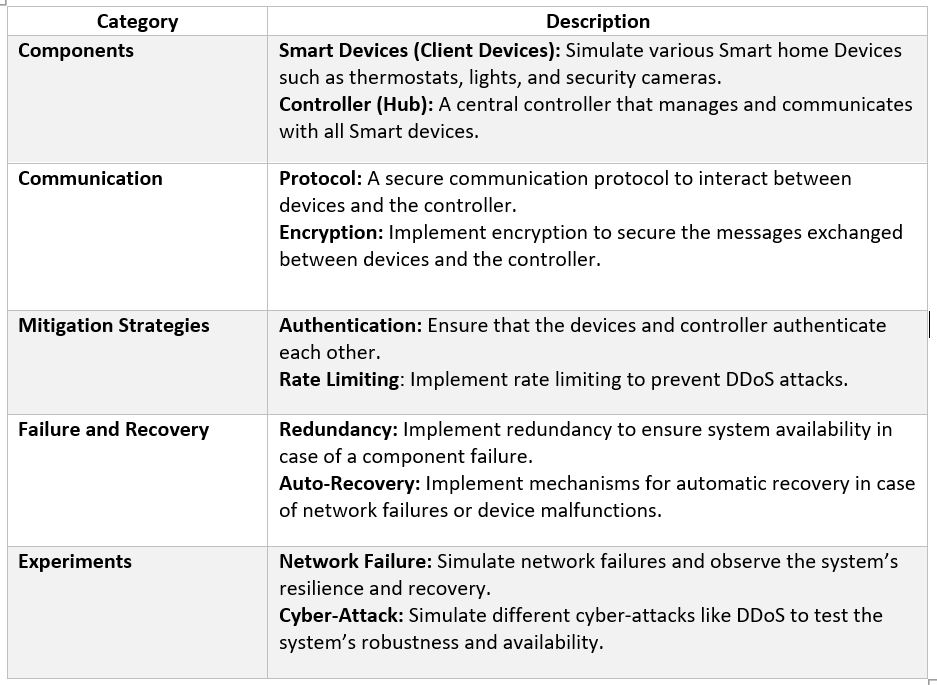 Category Description
Components
Smart Devices (Client Devices): Simulate various Smart home Devices
such as thermostats, lights, and security cameras.
Controller (Hub): A central controller that manages and communicates
with all Smart devices.
Communication
Protocol: A secure communication protocol to interact between
devices and the controller.
Encryption: Implement encryption to secure the messages exchanged
between devices and the controller.
Mitigation Strategies
Authentication: Ensure that the devices and controller authenticate
each other.
Rate Limiting: Implement rate limiting to prevent DDoS attacks.
Failure and Recovery
Redundancy: Implement redundancy to ensure system availability in
case of a component failure.
Auto-Recovery: Implement mechanisms for automatic recovery in case
of network failures or device malfunctions.
Experiments
Network Failure: Simulate network failures and observe the system’s
resilience and recovery.
Cyber-Attack: Simulate different cyber-attacks like DDoS to test the
system’s robustness and availability.